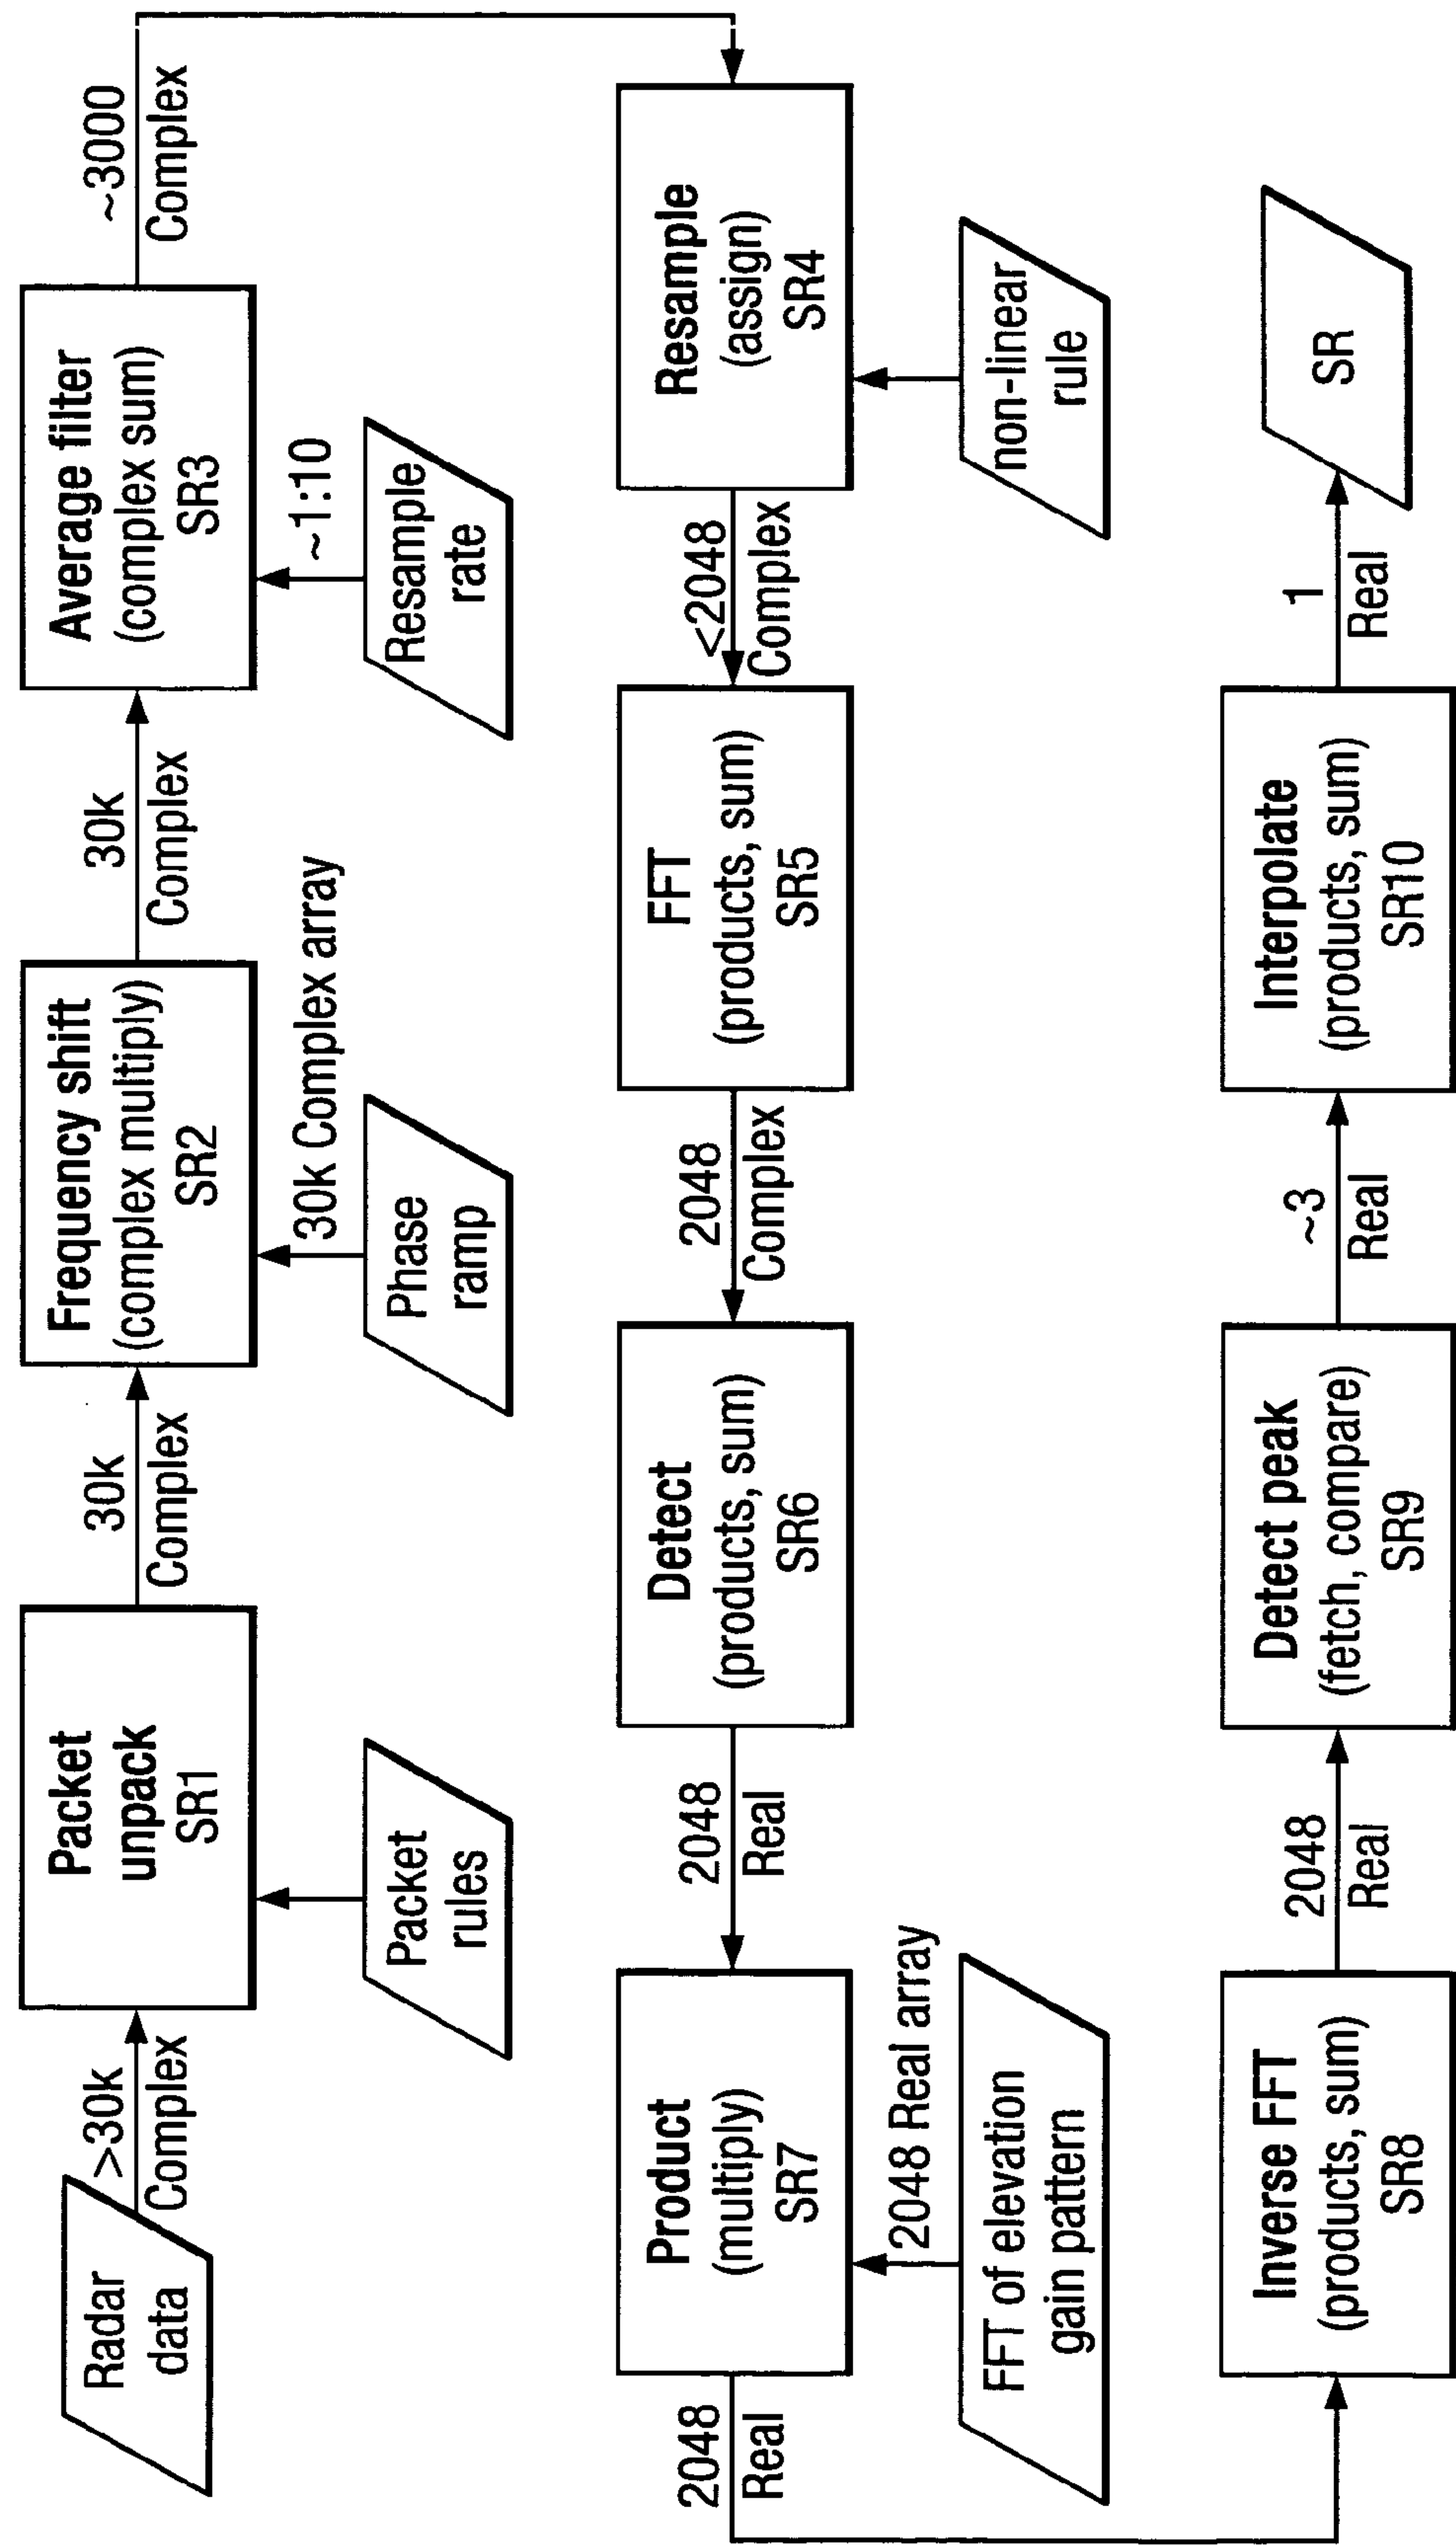 Radar
data
>30k
Complex
Packet
unpack
SR1
Packet
rules
30k
Complex
Frequency shift
(complex multiply)
SR2
30k Complex array
Phase
ramp
30k
Complex
Average filter
(complex sum)
SR3
~1:10
Resample
rate
~3000
Complex
Resample
(assign)
SR4
non-linear
rule
<2048
Complex
FFT
(products, sum)
SR5
2048
Complex
Detect
(products, sum)
SR6
2048
Real
Product
(multiply)
SR7
2048 Real array
FFT of elevation
gain pattern
2048
Real
Inverse FFT
(products, sum)
SR8
2048
Real
Detect peak
(fetch, compare)
SR9
~3
Real
Interpolate
(products, sum)
SR10
1
Real
SR